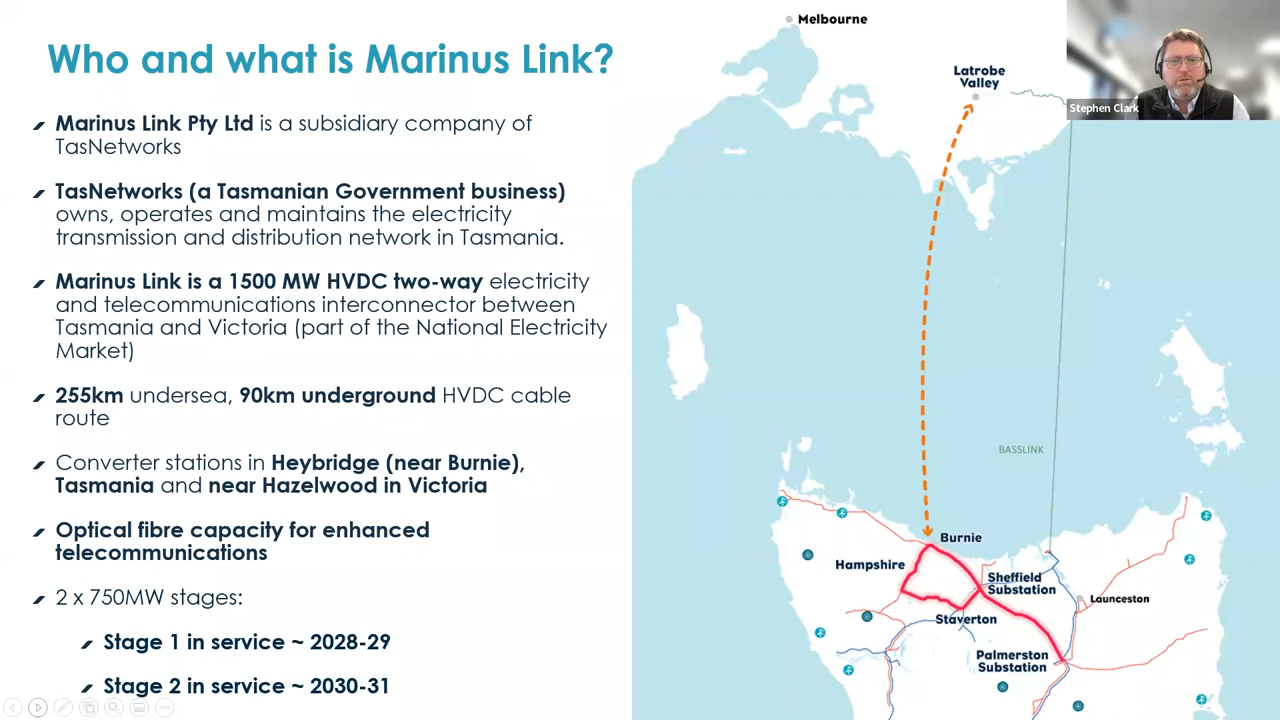 Who and what is Marinus Link?
Marinus Link Pty Ltd is a subsidiary company of
TasNetworks
TasNetworks (a Tasmanian Government business)
owns, operates and maintains the electricity
transmission and distribution network in Tasmania.
Marinus Link is a 1500 MW HVDC two-way electricity
and telecommunications interconnector between
Tasmania and Victoria (part of the National Electricity
Market)
255km undersea, 90km underground HVDC cable
route
Converter stations in Heybridge (near Burnie),
Tasmania and near Hazelwood in Victoria
Optical fibre capacity for enhanced
telecommunications
2 x 750MW stages:
Stage 1 in service ~ 2028-29
Stage 2 in service ~ 2030-31
Melbourne
Latrobe
Valley
Stephen Clark
BASSLINK
Burnie
Hampshire
Sheffield
Substation
Launceston
Staverton
Palmerston
Substation